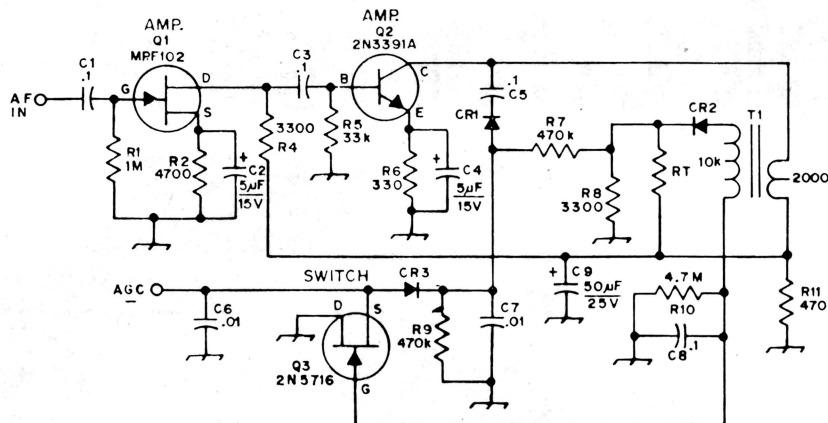 AMP.
Q1
MPF102
AMP.
Q2
2N3391A
C1
.1
G
D
S
C3
.1
B
C
E
.1
C5
CR1
R7
470k
CR2
T1
10k
2000
AF
IN
R1
1M
R2
4700
+
C2
5µF
15V
3300
R4
R5
33k
R6
330
+
C4
5µF
15V
R8
3300
RT
AGC
SWITCH
CR3
C6
.01
D
S
G
Q3
2N5716
R9
470k
C7
.01
+
C9
50µF
25V
4.7M
R10
C8
.1
R11
470